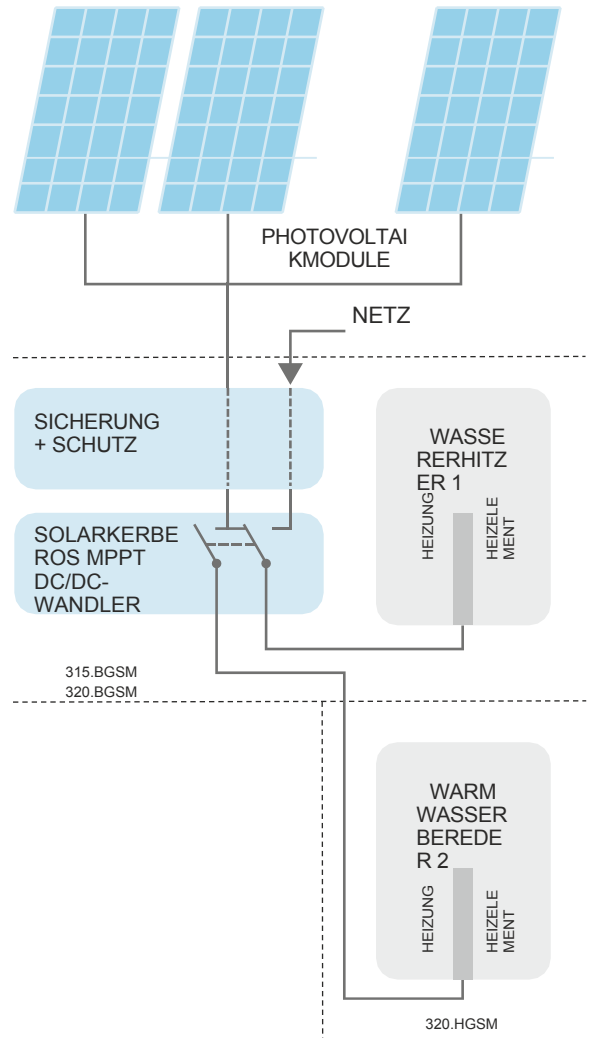 PHOTOVOLTAI
KMODULE
NETZ
SICHERUNG
+ SCHUTZ
WASSE
RERHITZ
ER 1
HEIZUNG
HEIZELE
MENT
SOLARKERBE
ROS MPPT
DC/DC-
WANDLER
315.BGSM
320.BGSM
WARM
WASSER
BEREDE
R 2
HEIZUNG
HEIZELE
MENT
320.HGSM